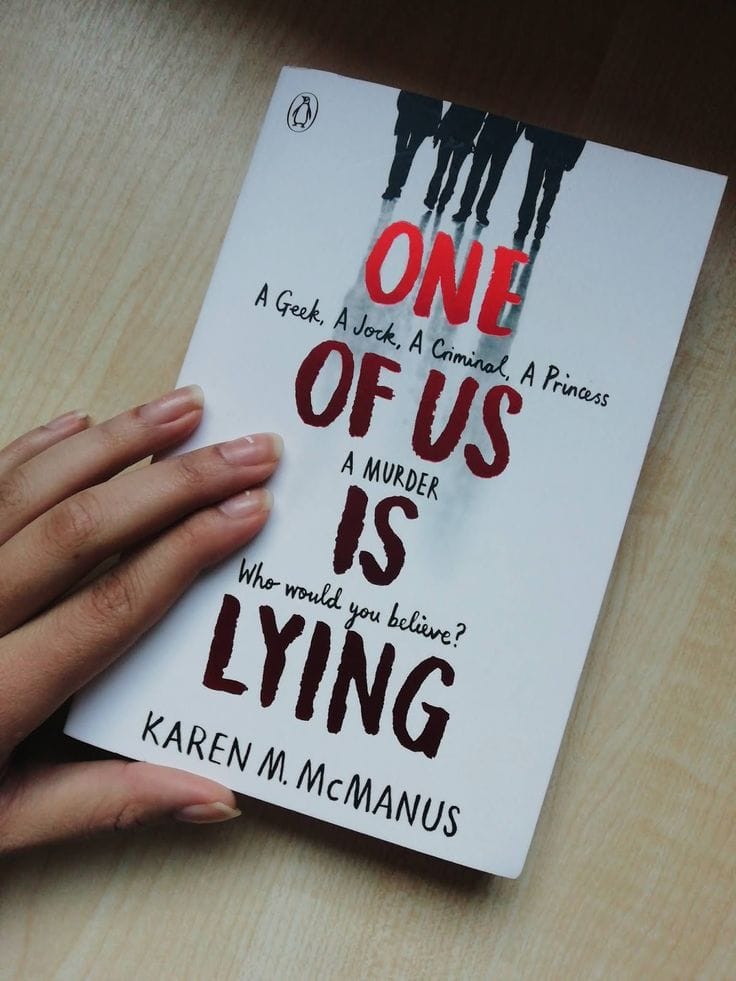 ONE
A Geek, A Jock, A Criminal, A Princess
OF US
A MURDER
IS
Who would you believe?
LYING
KAREN M. McMANUS